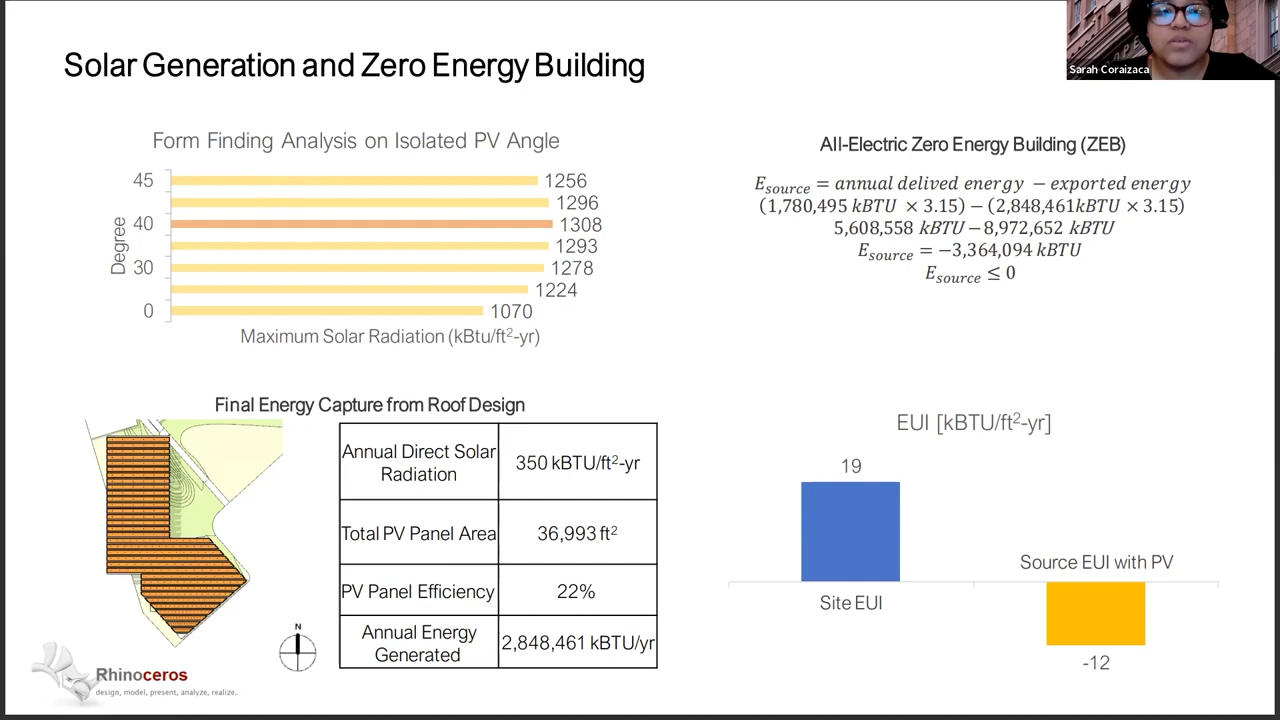 Solar Generation and Zero Energy Building
Sarah Coraizaca
Form Finding Analysis on Isolated PV Angle
Degree
45
1256
1296
40
1308
1293
30
1278
1224
0
1070
Maximum Solar Radiation (kBtu/ft²-yr)
All-Electric Zero Energy Building (ZEB)
E_source = annual delived energy − exported energy
(1,780,495 kBTU × 3.15) − (2,848,461kBTU × 3.15)
5,608,558 kBTU − 8,972,652 kBTU
E_source = −3,364,094 kBTU
E_source ≤ 0
Final Energy Capture from Roof Design
Annual Direct Solar
Radiation
350 kBTU/ft²-yr
Total PV Panel Area
36,993 ft²
PV Panel Efficiency
22%
Annual Energy
Generated
2,848,461 kBTU/yr
N
Rhinoceros
design, model, present, analyze, realize..
EUI [kBTU/ft²-yr]
19
Site EUI
Source EUI with PV
-12